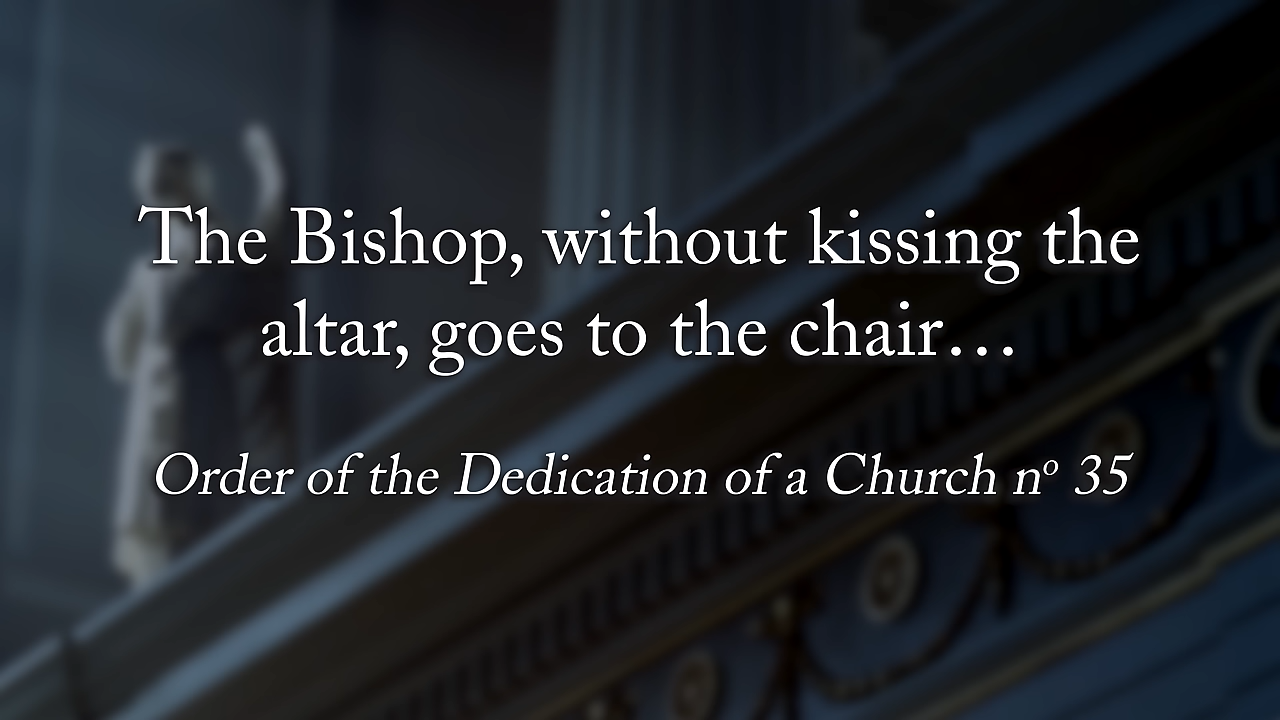 The Bishop, without kissing the
altar, goes to the chair…
Order of the Dedication of a Church nº 35